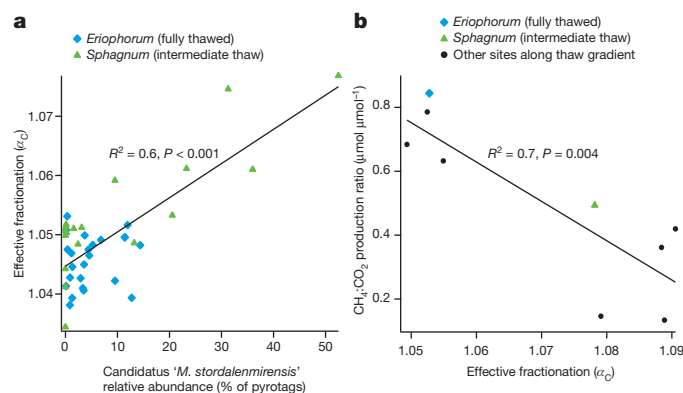 a
Eriophorum (fully thawed)
Sphagnum (intermediate thaw)
1.07
1.06
1.05
1.04
Effective fractionation (αC)
R² = 0.6, P < 0.001
0 10 20 30 40 50
Candidatus ‘M. stordalenmirensis’
relative abundance (% of pyrotags)
b
Eriophorum (fully thawed)
Sphagnum (intermediate thaw)
Other sites along thaw gradient
0.8
0.6
0.4
0.2
CH₄:CO₂ production ratio (μmol μmol⁻¹)
R² = 0.7, P = 0.004
1.05 1.06 1.07 1.08 1.09
Effective fractionation (αC)